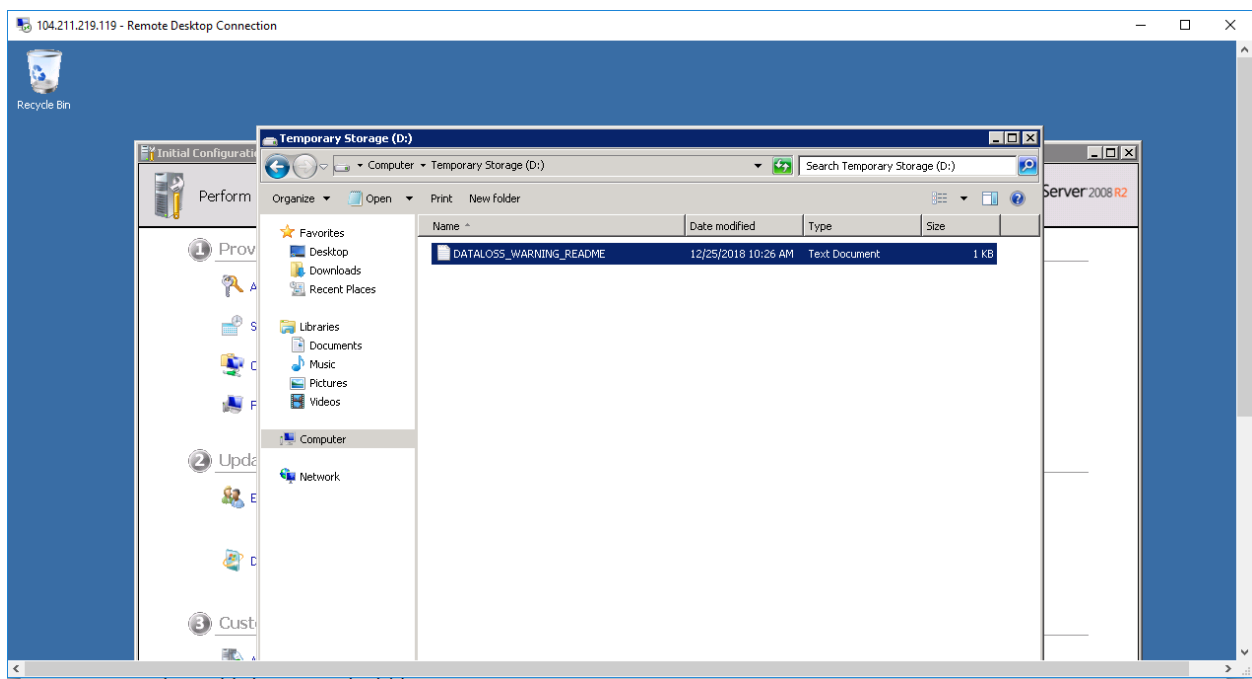 104.211.219.119 - Remote Desktop Connection
Recycle Bin
Temporary Storage (D:)
Initial Configurati
Computer Temporary Storage (D:)
Search Temporary Storage (D:)
Perform
Server 2008 R2
Organize Open Print New folder
Name Date modified Type Size
Favorites
1 Prov
Desktop
DATALOSS_WARNING_README 12/25/2018 10:26 AM Text Document 1 KB
Downloads
A
Recent Places
S
Libraries
Documents
Music
C
Pictures
Videos
F
Computer
2 Upda
Network
E
D
3 Cust